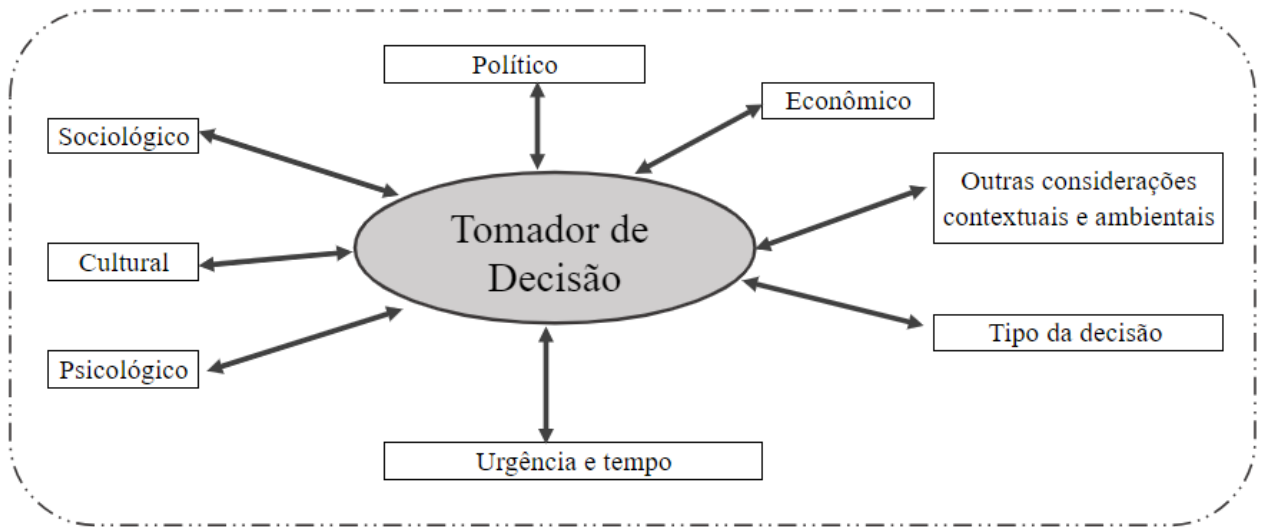 Político
Econômico
Sociológico
Outras considerações
contextuais e ambientais
Tomador de
Decisão
Cultural
Tipo da decisão
Psicológico
Urgência e tempo